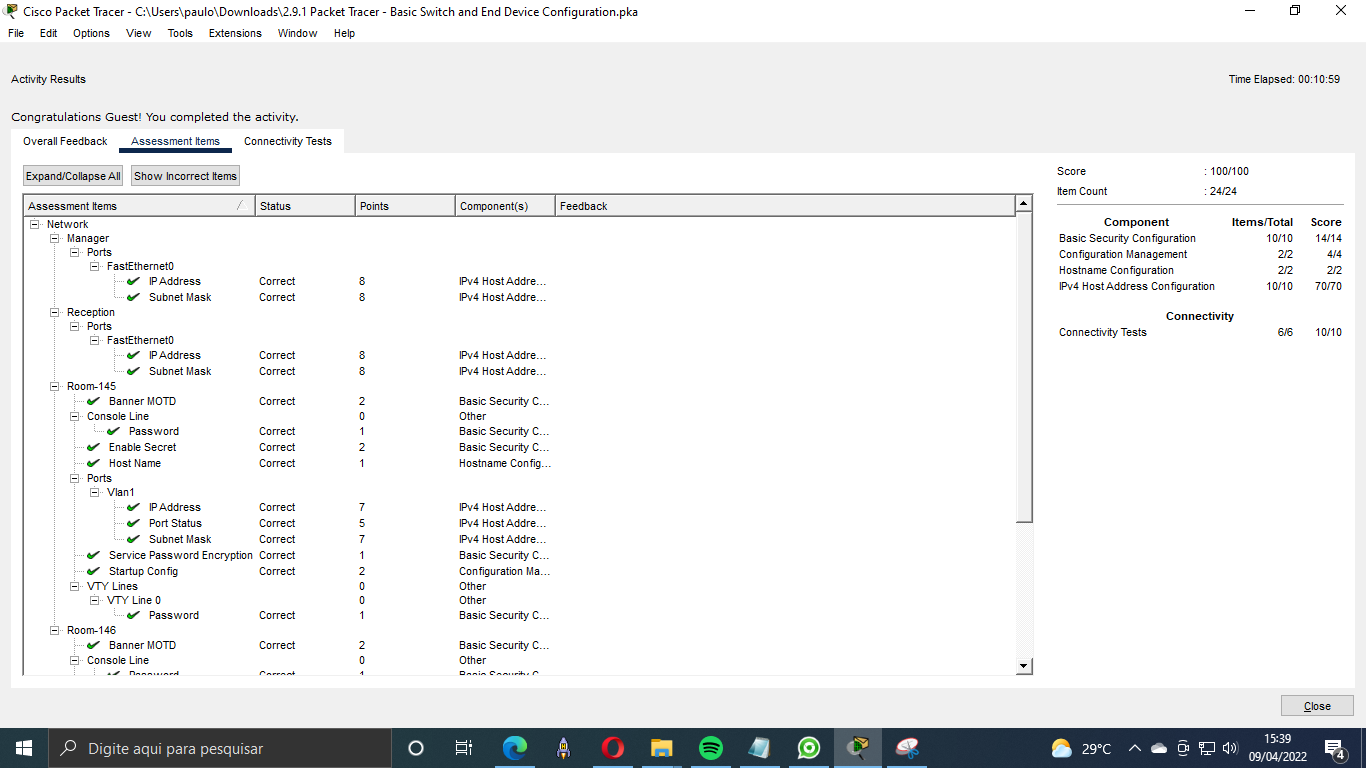 Cisco Packet Tracer - C:\Users\paulo\Downloads\2.9.1 Packet Tracer - Basic Switch and End Device Configuration.pka
File Edit Options View Tools Extensions Window Help
Activity Results
Time Elapsed: 00:10:59
Congratulations Guest! You completed the activity.
Overall Feedback Assessment Items Connectivity Tests
Expand/Collapse All Show Incorrect Items
Assessment Items Status Points Component(s) Feedback
Network
Manager
Ports
FastEthernet0
IP Address Correct 8 IPv4 Host Addre...
Subnet Mask Correct 8 IPv4 Host Addre...
Reception
Ports
FastEthernet0
IP Address Correct 8 IPv4 Host Addre...
Subnet Mask Correct 8 IPv4 Host Addre...
Room-145
Banner MOTD Correct 2 Basic Security C...
Console Line 0 Other
Password Correct 1 Basic Security C...
Enable Secret Correct 2 Basic Security C...
Host Name Correct 1 Hostname Config...
Ports
Vlan1
IP Address Correct 7 IPv4 Host Addre...
Port Status Correct 5 IPv4 Host Addre...
Subnet Mask Correct 7 IPv4 Host Addre...
Service Password Encryption Correct 1 Basic Security C...
Startup Config Correct 2 Configuration Ma...
VTY Lines 0 Other
VTY Line 0 0 Other
Password Correct 1 Basic Security C...
Room-146
Banner MOTD Correct 2 Basic Security C...
Console Line 0 Other
Password Correct 1 Basic Security C
Score : 100/100
Item Count : 24/24
Component Items/Total Score
Basic Security Configuration 10/10 14/14
Configuration Management 2/2 4/4
Hostname Configuration 2/2 2/2
IPv4 Host Address Configuration 10/10 70/70
Connectivity
Connectivity Tests 6/6 10/10
Close
Digite aqui para pesquisar
29°C
15:39
09/04/2022
4